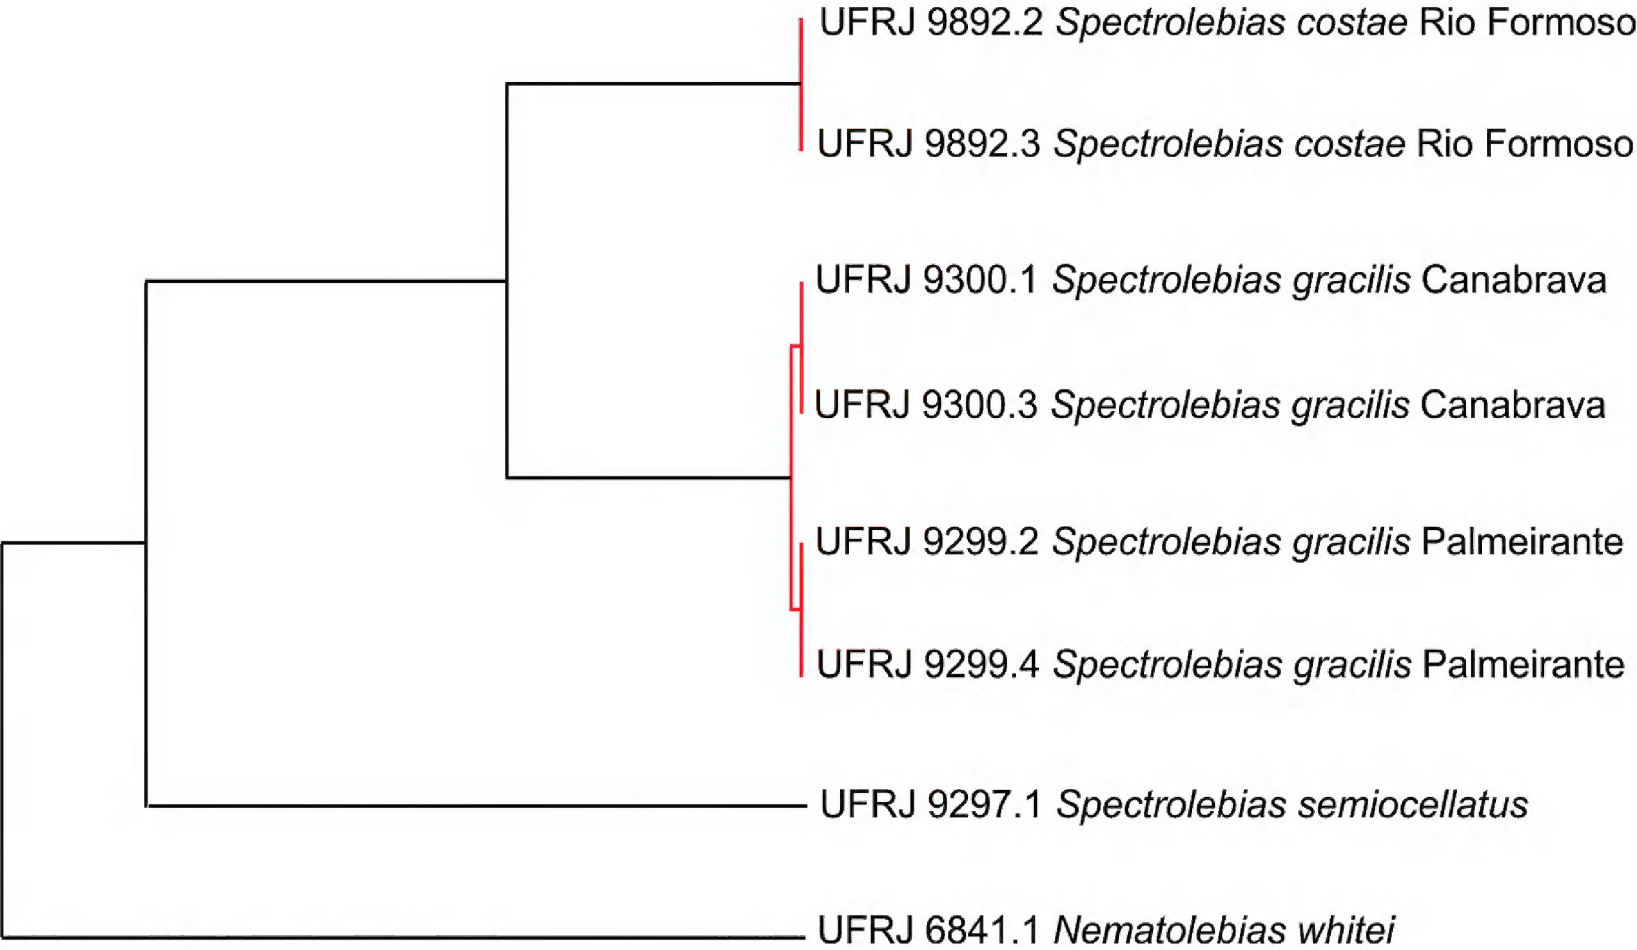 UFRJ 9892.2 Spectrolebias costae Rio Formoso
UFRJ 9892.3 Spectrolebias costae Rio Formoso
UFRJ 9300.1 Spectrolebias gracilis Canabrava
UFRJ 9300.3 Spectrolebias gracilis Canabrava
UFRJ 9299.2 Spectrolebias gracilis Palmeirante
UFRJ 9299.4 Spectrolebias gracilis Palmeirante
UFRJ 9297.1 Spectrolebias semiocellatus
UFRJ 6841.1 Nematolebias whitei